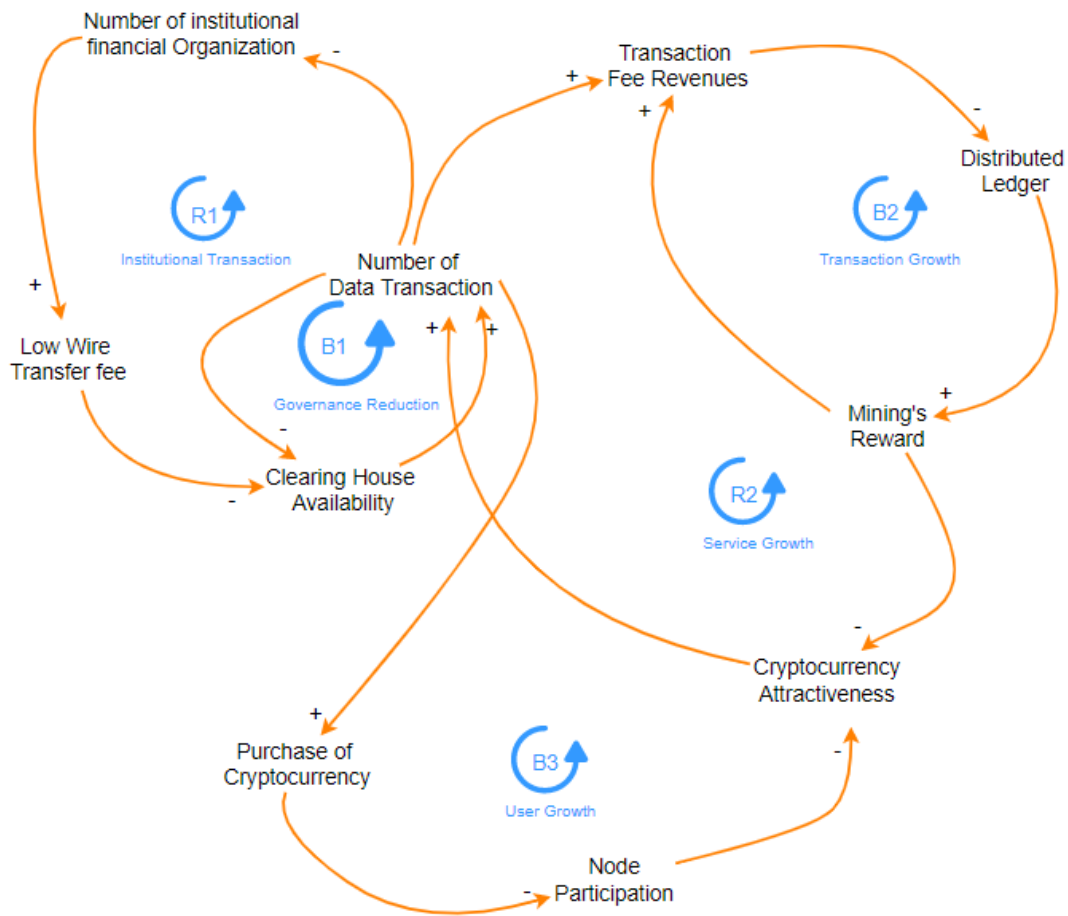 Number of institutional
financial Organization
-
Transaction
Fee Revenues
+
+
-
Distributed
Ledger
R1
Institutional Transaction
B2
Transaction Growth
Number of
Data Transaction
+
Low Wire
Transfer fee
+
+
B1
Governance Reduction
-
Clearing House
Availability
-
+
Mining's
Reward
R2
Service Growth
-
Cryptocurrency
Attractiveness
+
Purchase of
Cryptocurrency
B3
User Growth
-
Node
Participation
-